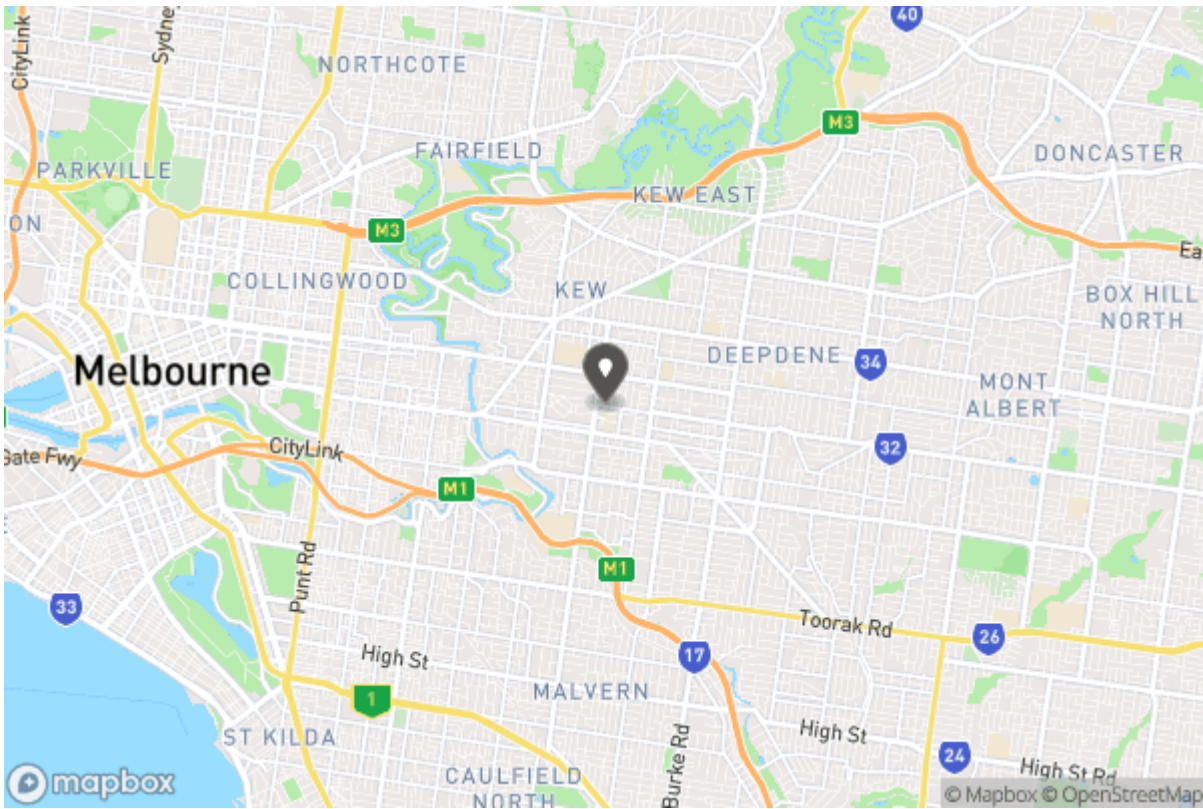 CityLink
Sydney
40
NORTHCOTE
M3
FAIRFIELD
DONCASTER
PARKVILLE
KEW EAST
ON
M3
Ea
COLLINGWOOD
KEW
BOX HILL
NORTH
Melbourne
DEEPDENE
34
MONT
ALBERT
CityLink
32
Gate Fwy
M1
Punt Rd
M1
33
Toorak Rd
26
High St
17
MALVERN
1
ST KILDA
High St
24
Burke Rd
High St Rd
CAULFIELD
NORTH
mapbox
© Mapbox © OpenStreetMap